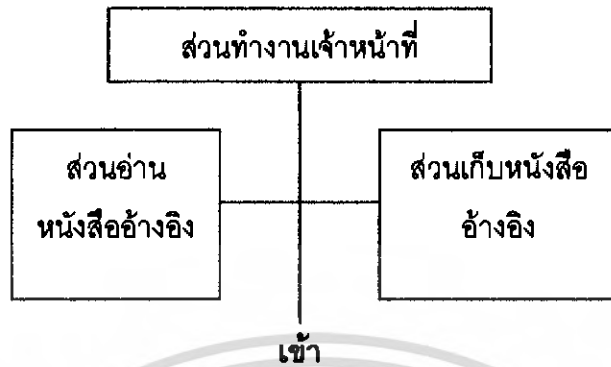 ส่วนทำงานเจ้าหน้าที่
ส่วนอ่าน
หนังสืออ้างอิง
ส่วนเก็บหนังสือ
อ้างอิง
เข้า